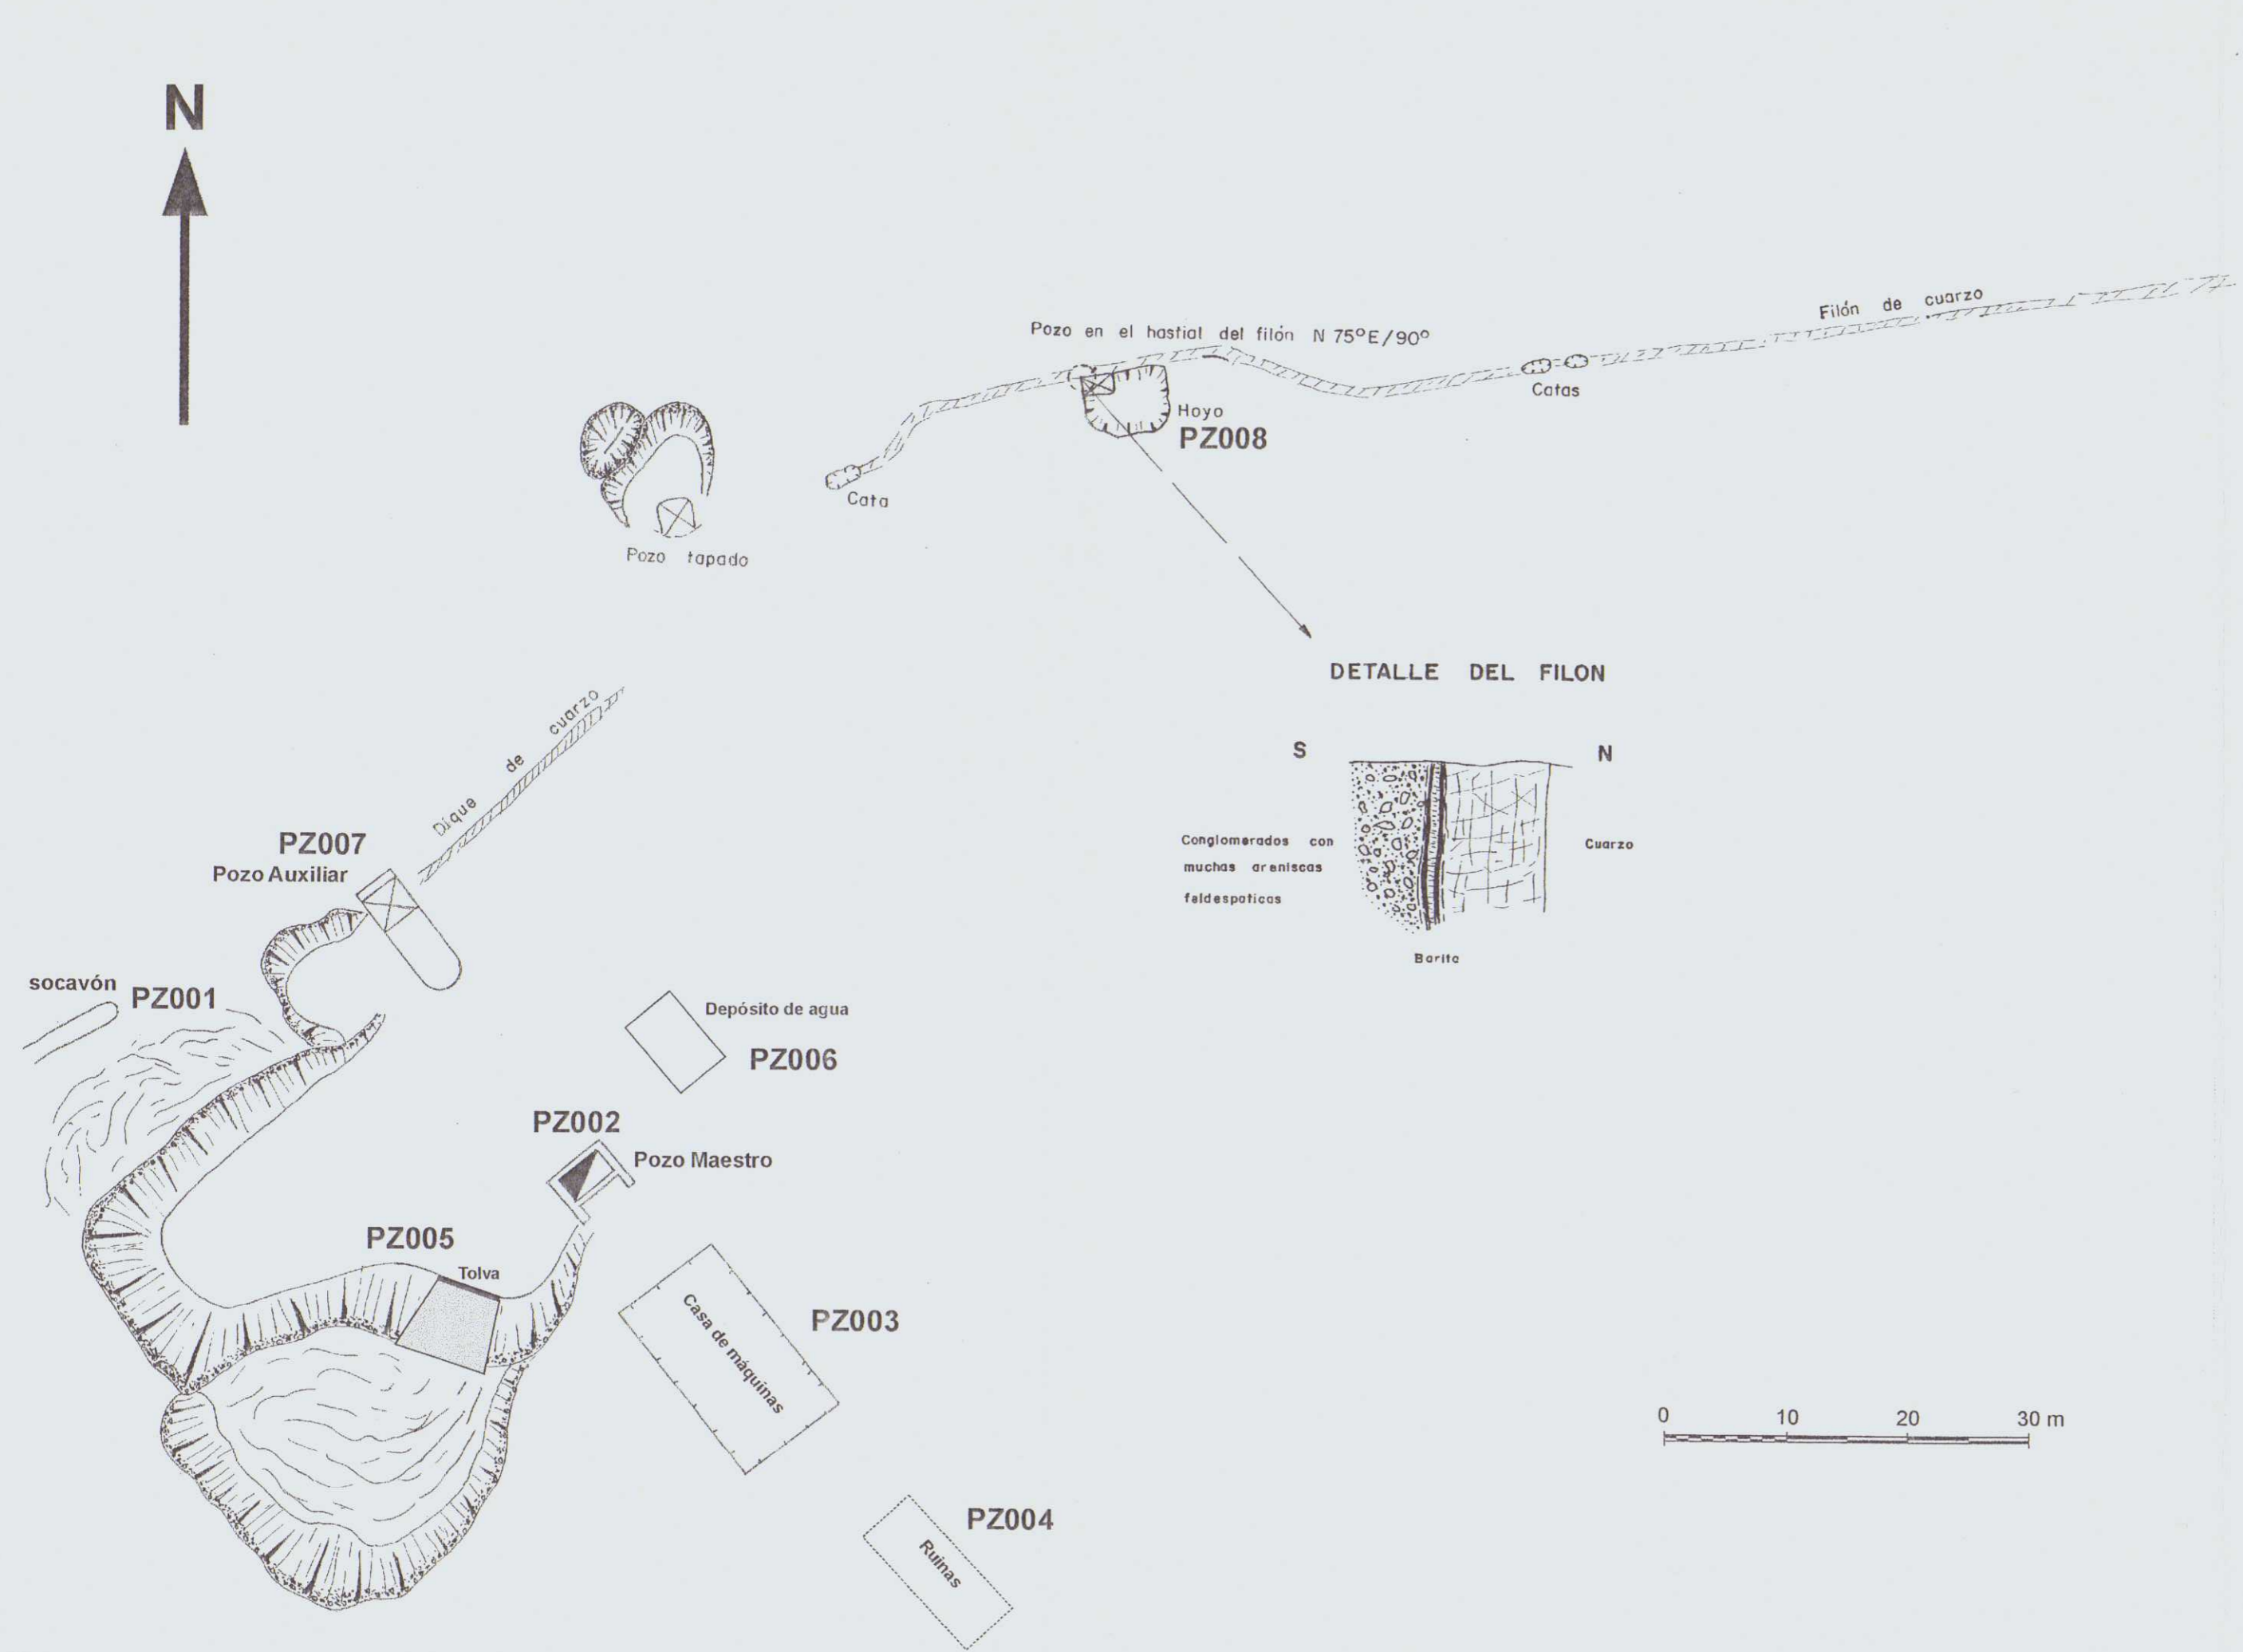 N
Filón de cuarzo
Pozo en el hastial del filón N 75°E/90°
Catas
Hoyo
PZ008
Cata
Pozo tapado
DETALLE DEL FILON
S
N
Conglomerados con
muchas areniscas
feldespaticas
Cuarzo
Barita
Dique de cuarzo
PZ007
Pozo Auxiliar
socavón
PZ001
Depósito de agua
PZ006
PZ002
Pozo Maestro
PZ005
Tolva
PZ003
Casa de máquinas
0 10 20 30 m
PZ004
Ruinas